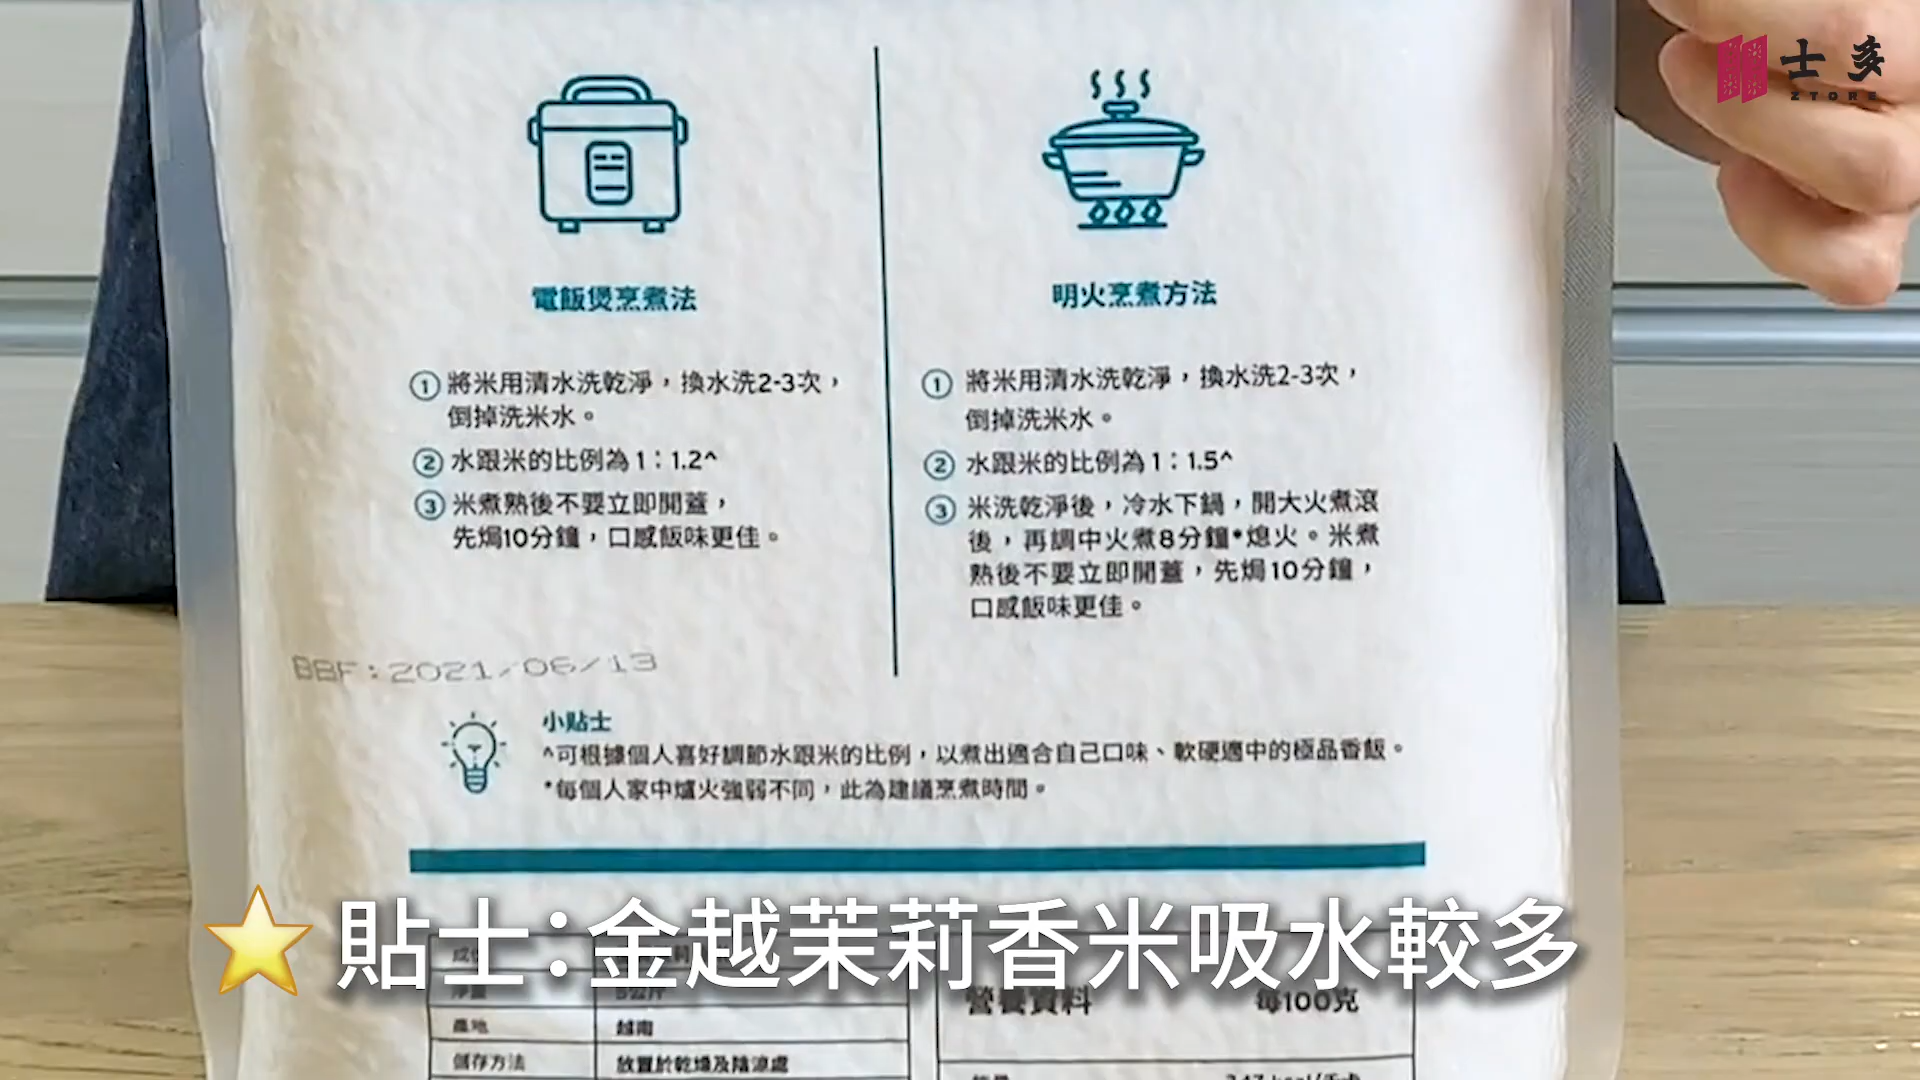 士多
ZTORE
電飯煲烹煮法
① 將米用清水洗乾淨，換水洗2-3次，
倒掉洗米水。
② 水跟米的比例為1：1.2^
③ 米煮熟後不要立即開蓋，
先焗10分鐘，口感飯味更佳。
明火烹煮方法
① 將米用清水洗乾淨，換水洗2-3次，
倒掉洗米水。
② 水跟米的比例為1：1.5^
③ 米洗乾淨後，冷水下鍋，開大火煮滾
後，再調中火煮8分鐘*熄火。米煮
熟後不要立即開蓋，先焗10分鐘，
口感飯味更佳。
BBF:2021/06/13
小貼士
^可根據個人喜好調節水跟米的比例，以煮出適合自己口味、軟硬適中的極品香飯。
*每個人家中爐火強弱不同，此為建議烹煮時間。
貼士：金越茉莉香米吸水較多
產地 越南
儲存方法 放置於乾燥及陰涼處
營養資料 每100克